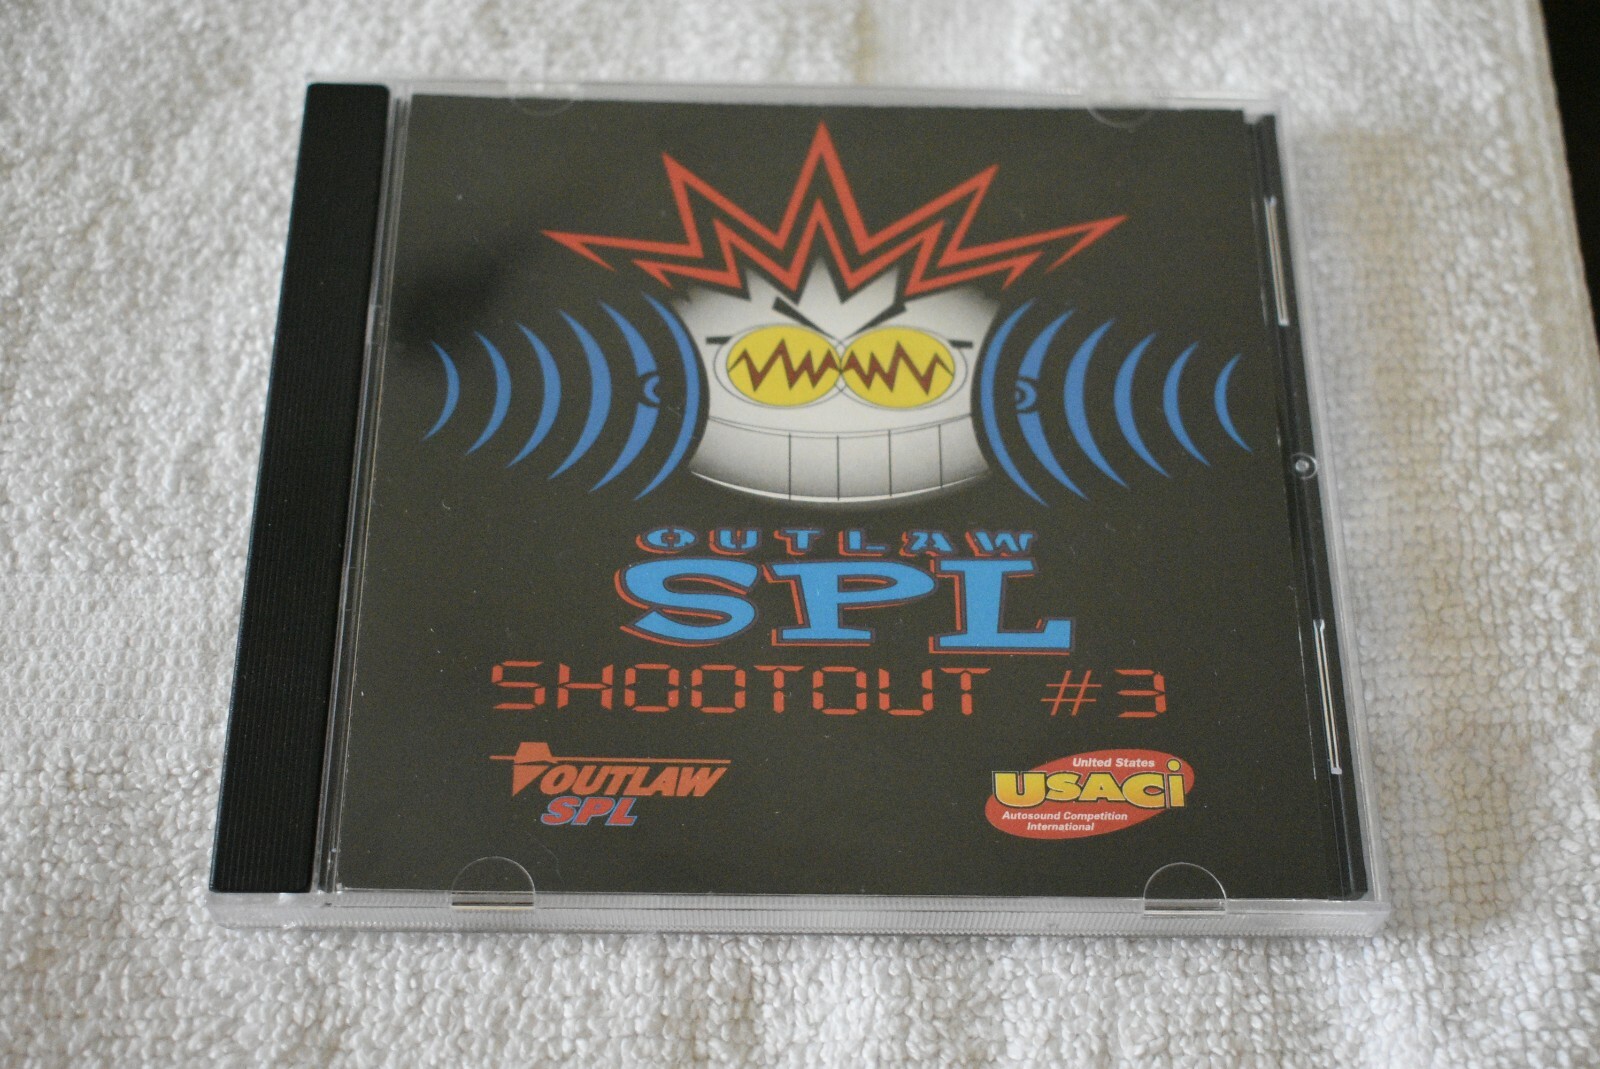 OUTLAW
SPL
SHOOTOUT #3
OUTLAW
SPL
United States
USACi
Autosound Competition
International